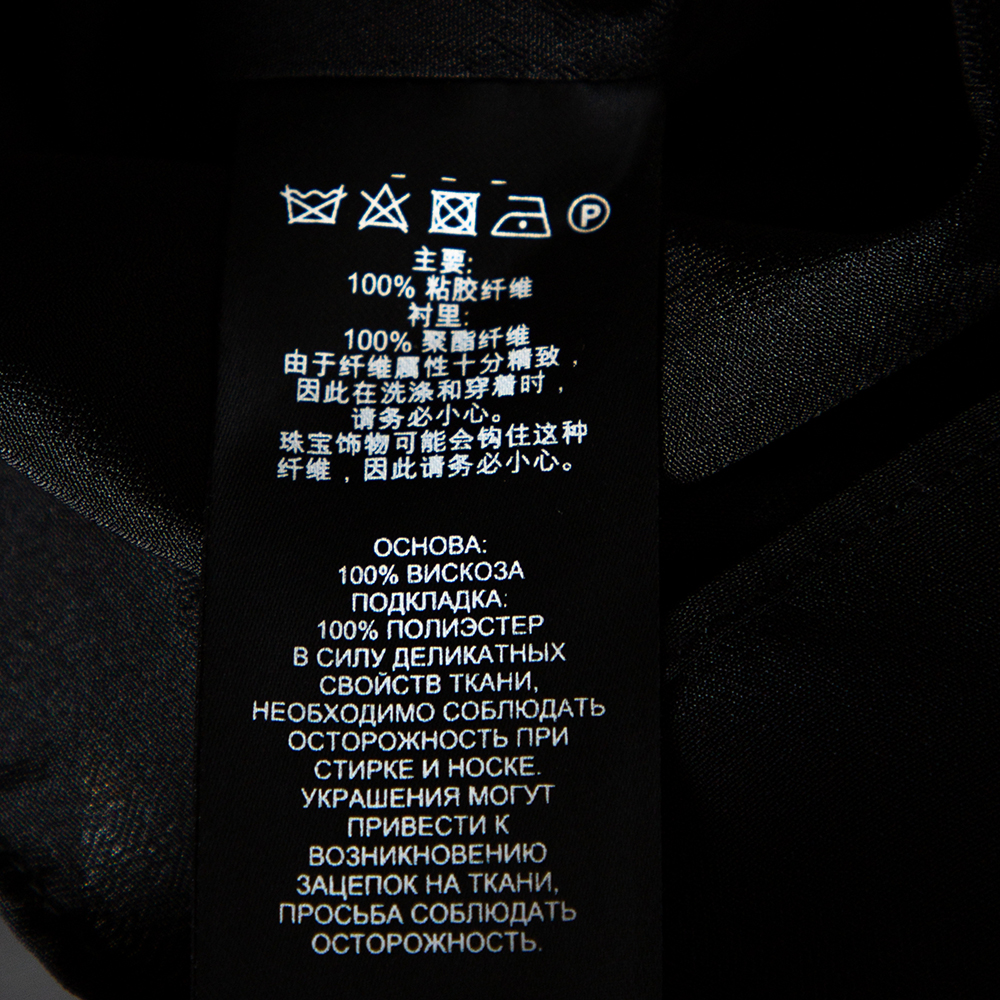 P
主要:
100% 粘胶纤维
衬里:
100% 聚酯纤维
由于纤维属性十分精致，
因此在洗涤和穿着时，
请务必小心。
珠宝饰物可能会钩住这种
纤维，因此请务必小心。
ОСНОВА:
100% ВИСКОЗА
ПОДКЛАДКА:
100% ПОЛИЭСТЕР
В СИЛУ ДЕЛИКАТНЫХ
СВОЙСТВ ТКАНИ,
НЕОБХОДИМО СОБЛЮДАТЬ
ОСТОРОЖНОСТЬ ПРИ
СТИРКЕ И НОСКЕ.
УКРАШЕНИЯ МОГУТ
ПРИВЕСТИ К
ВОЗНИКНОВЕНИЮ
ЗАЦЕПОК НА ТКАНИ,
ПРОСЬБА СОБЛЮДАТЬ
ОСТОРОЖНОСТЬ.